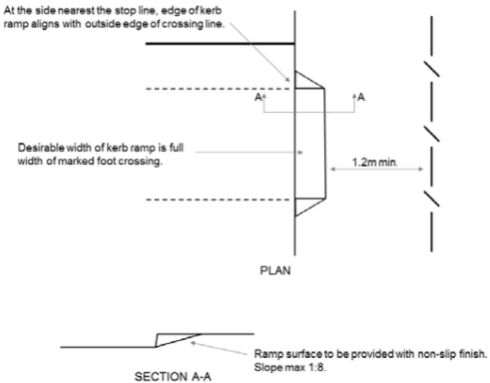 At the side nearest the stop line, edge of kerb
ramp aligns with outside edge of crossing line.
A
A
Desirable width of kerb ramp is full
width of marked foot crossing.
1.2m min.
PLAN
Ramp surface to be provided with non-slip finish.
Slope max 1:8.
SECTION A-A